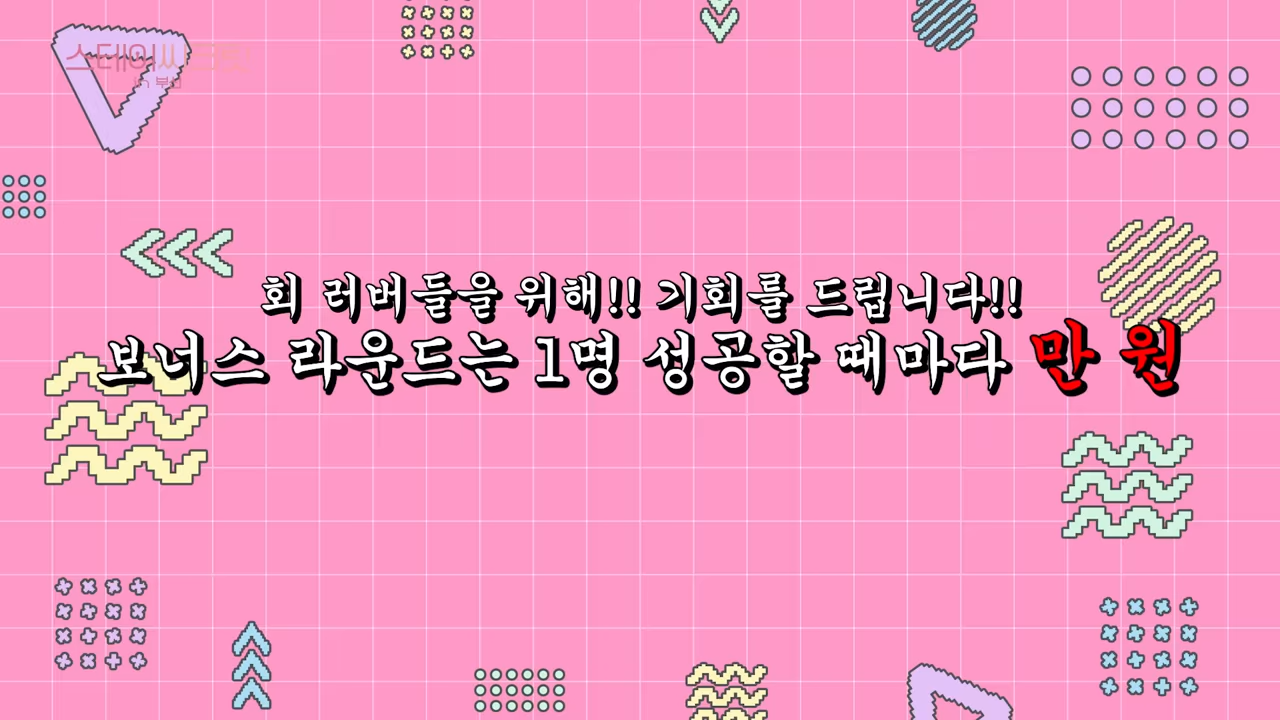 회 러버들을 위해!! 기회를 드립니다!!
보너스 라운드는 1명 성공할 때마다 만 원